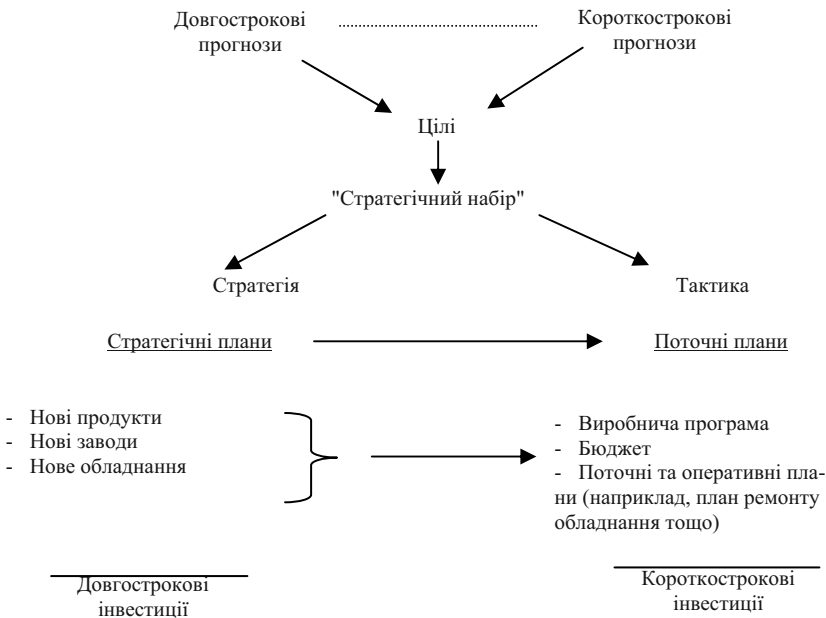 Довгострокові
прогнози
Короткострокові
прогнози
Цілі
"Стратегічний набір"
Стратегія
Тактика
Стратегічні плани
Поточні плани
- Нові продукти
- Нові заводи
- Нове обладнання
- Виробнича програма
- Бюджет
- Поточні та оперативні пла-
ни (наприклад, план ремонту
обладнання тощо)
Довгострокові
інвестиції
Короткострокові
інвестиції